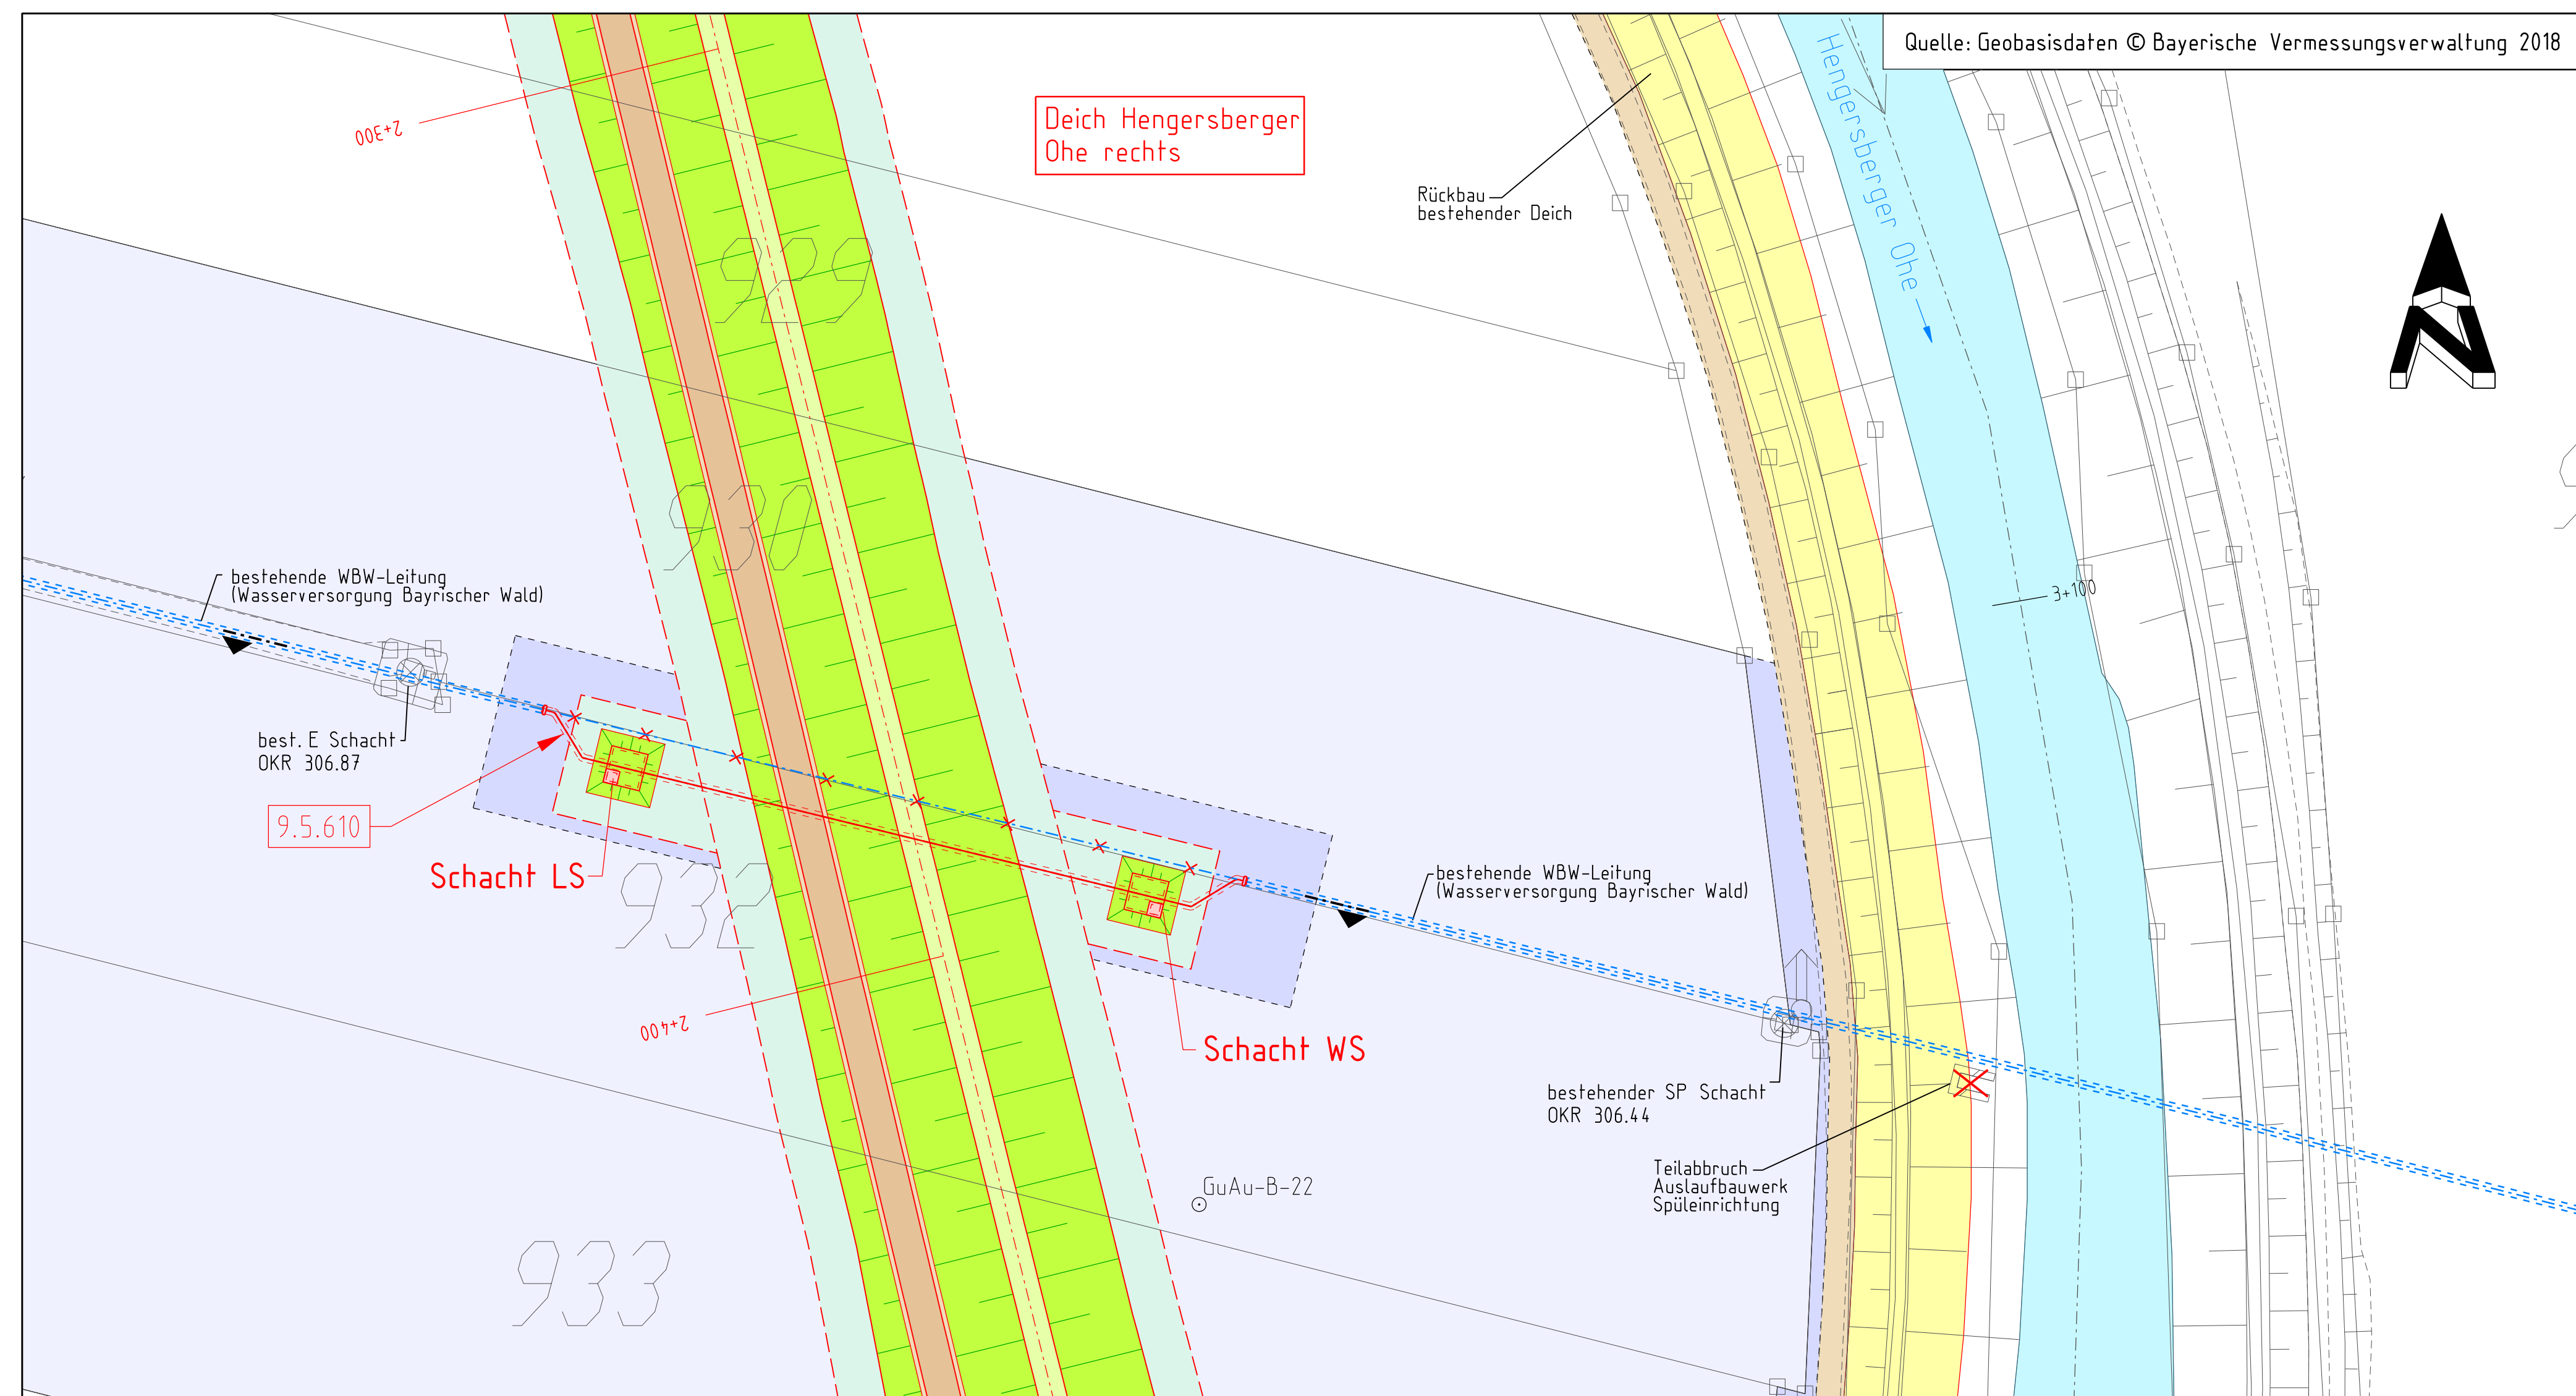 Quelle: Geobasisdaten © Bayerische Vermessungsverwaltung 2018
Hengersberger Ohe
2+300
Deich Hengersberger
Ohe rechts
Rückbau
bestehender Deich
929
930
N
bestehende WBW-Leitung
(Wasserversorgung Bayrischer Wald)
3+100
best. E Schacht
OKR 306.87
9.5.610
Schacht LS
932
bestehende WBW-Leitung
(Wasserversorgung Bayrischer Wald)
2+400
Schacht WS
bestehender SP Schacht
OKR 306.44
Teilabbruch
Auslaufbauwerk
Spüleinrichtung
GuAu-B-22
933